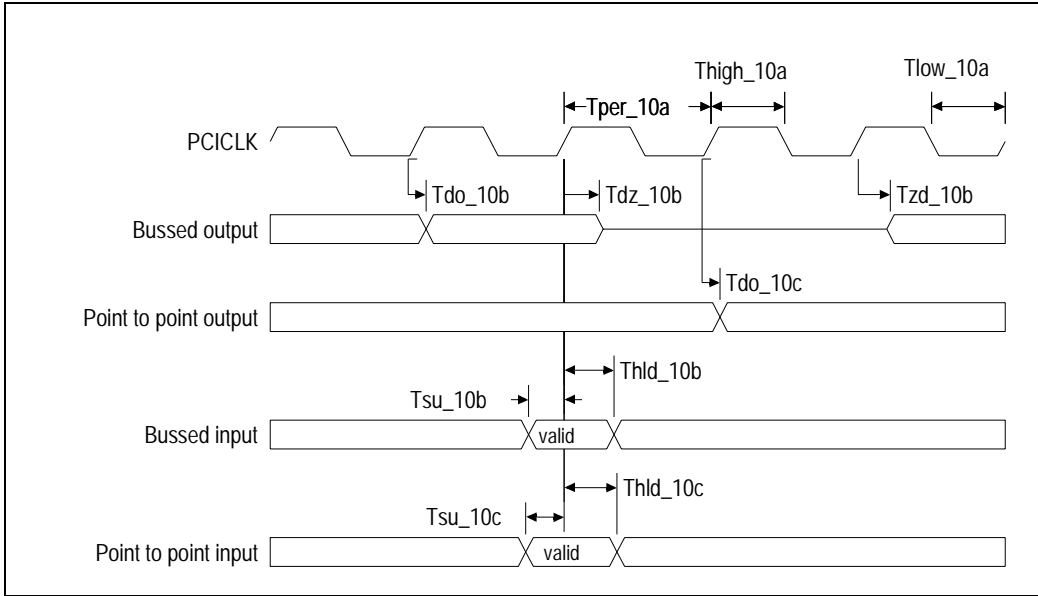 Thigh_10a
Tlow_10a
Tper_10a
PCICLK
Tdo_10b
Tdz_10b
Tzd_10b
Bussed output
Tdo_10c
Point to point output
Thld_10b
Tsu_10b
Bussed input
valid
Thld_10c
Tsu_10c
Point to point input
valid